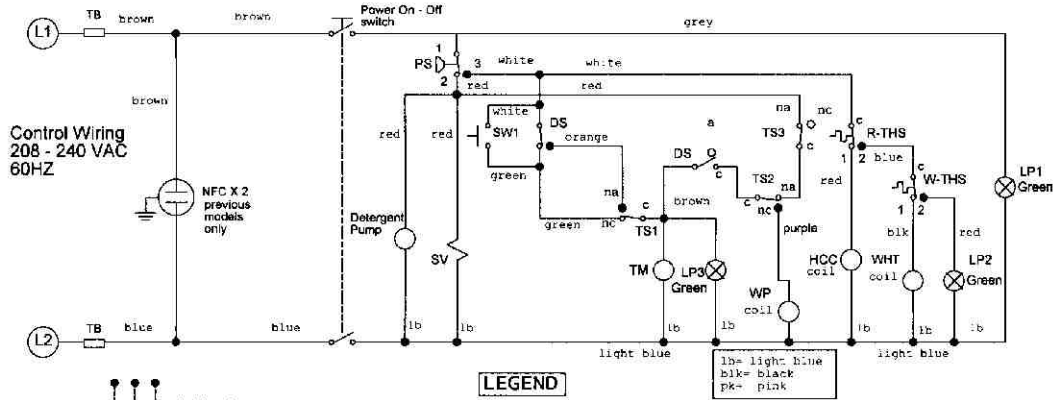 L1
TB
brown
brown
Power On - Off
switch
grey
PS
1
2
3
white
white
red
red
brown
Control Wiring
208 - 240 VAC
60HZ
NFC X 2
previous
models
only
red
red
white
SW1
green
DS
orange
a
na
nc
TS3
c
c
R-THS
1
2
blue
DS
c
TS2
na
c
nc
brown
purple
na
c
nc
TS1
green
red
c
W-THS
1
2
blk
red
LP1
Green
Detergent
Pump
SV
TM
LP3
Green
WP
coil
HCC
coil
WHT
coil
LP2
Green
L2
TB
blue
blue
lb
lb
lb
lb
lb
lb
lb
lb
light blue
light blue
LEGEND
lb= light blue
blk= black
pk= pink